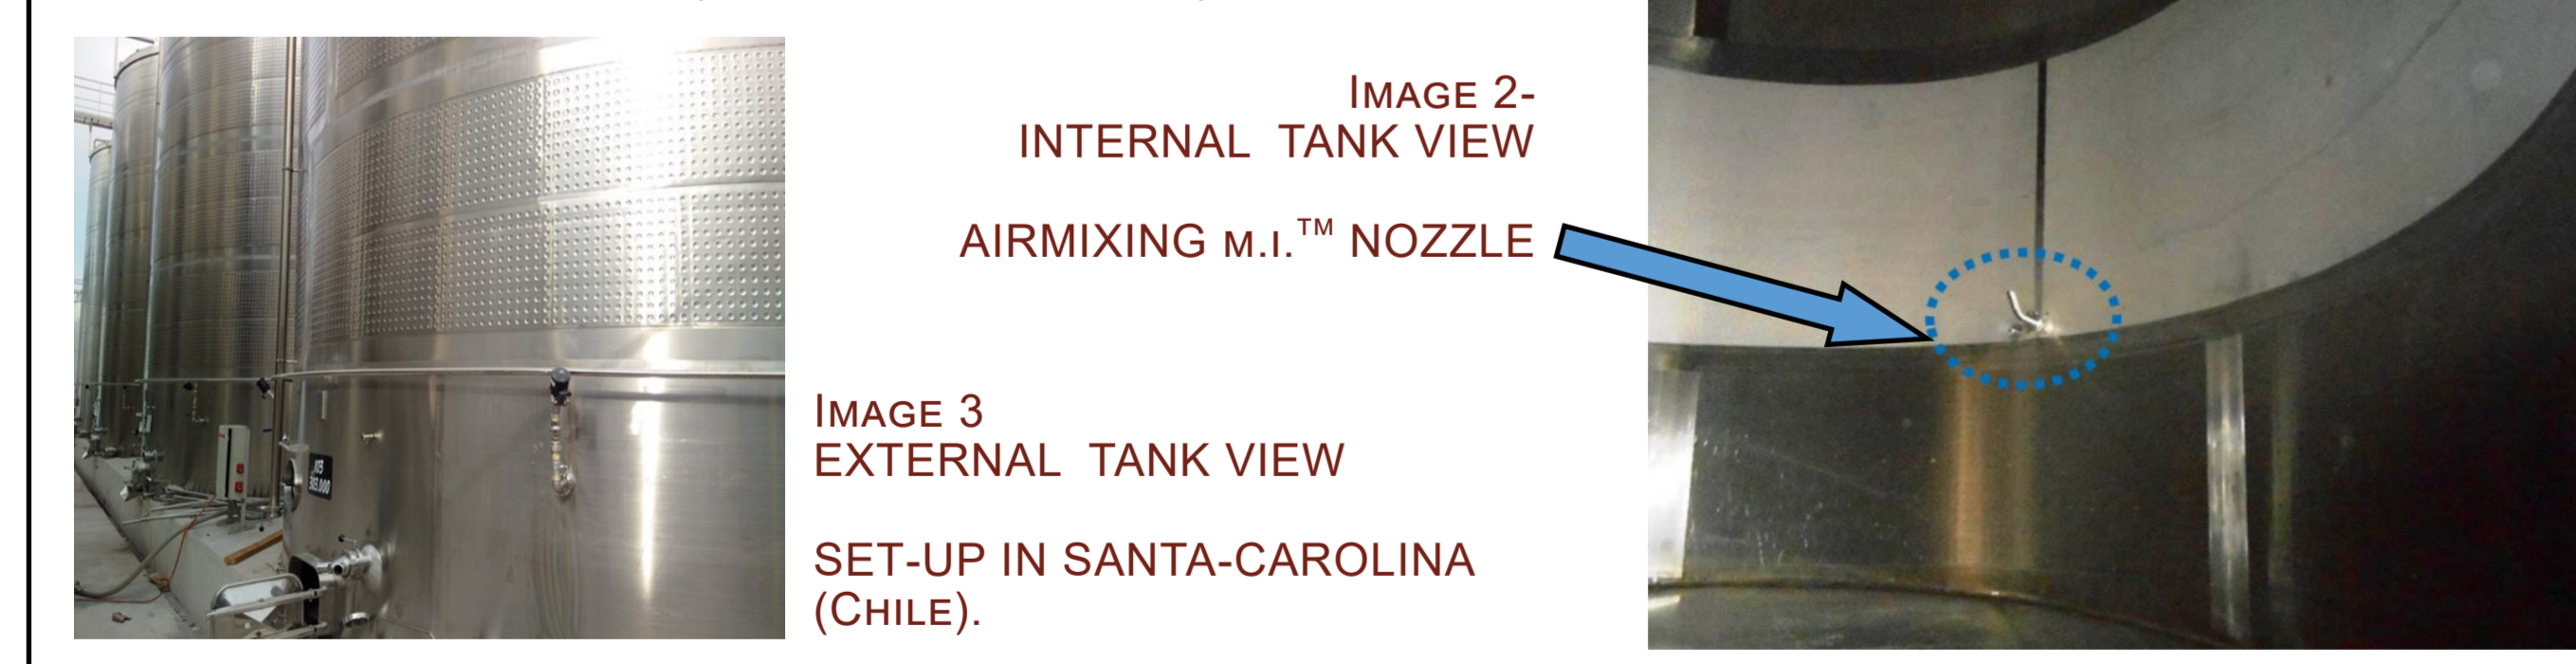 IMAGE 2-
INTERNAL TANK VIEW
AIRMIXING M.I.™ NOZZLE
IMAGE 3
EXTERNAL TANK VIEW
SET-UP IN SANTA-CAROLINA
(CHILE).
103